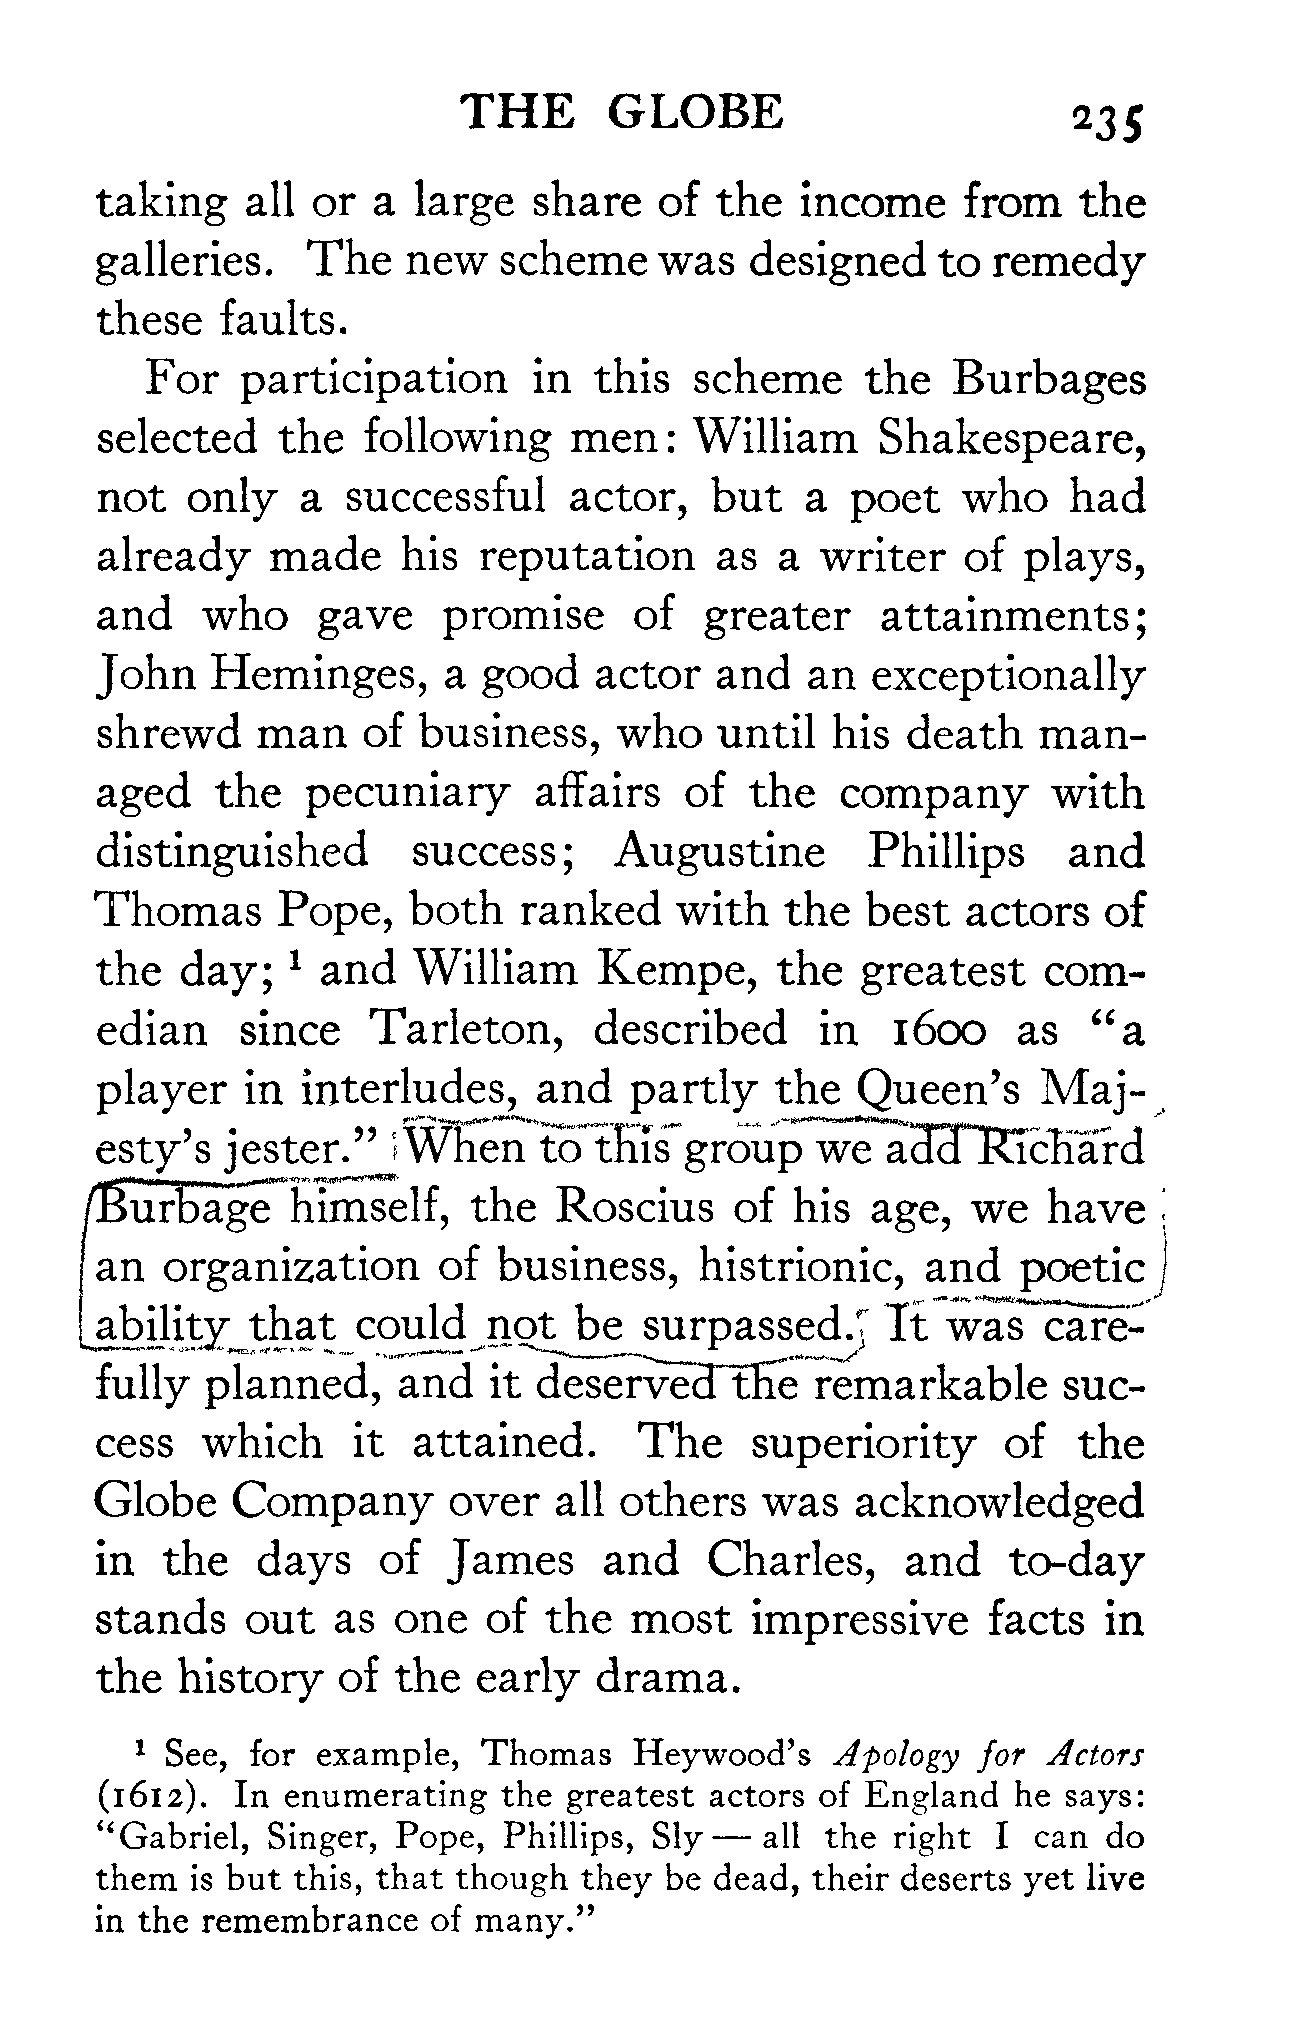 THE GLOBE 235
taking all or a large share of the income from the
galleries. The new scheme was designed to remedy
these faults.
For participation in this scheme the Burbages
selected the following men: William Shakespeare,
not only a successful actor, but a poet who had
already made his reputation as a writer of plays,
and who gave promise of greater attainments;
John Heminges, a good actor and an exceptionally
shrewd man of business, who until his death man-
aged the pecuniary affairs of the company with
distinguished success; Augustine Phillips and
Thomas Pope, both ranked with the best actors of
the day; ¹ and William Kempe, the greatest com-
edian since Tarleton, described in 1600 as "a
player in interludes, and partly the Queen's Maj-
esty's jester." When to this group we add Richard
Burbage himself, the Roscius of his age, we have
an organization of business, histrionic, and poetic
ability that could not be surpassed. It was care-
fully planned, and it deserved the remarkable suc-
cess which it attained. The superiority of the
Globe Company over all others was acknowledged
in the days of James and Charles, and to-day
stands out as one of the most impressive facts in
the history of the early drama.
¹ See, for example, Thomas Heywood's Apology for Actors
(1612). In enumerating the greatest actors of England he says:
"Gabriel, Singer, Pope, Phillips, Sly — all the right I can do
them is but this, that though they be dead, their deserts yet live
in the remembrance of many."